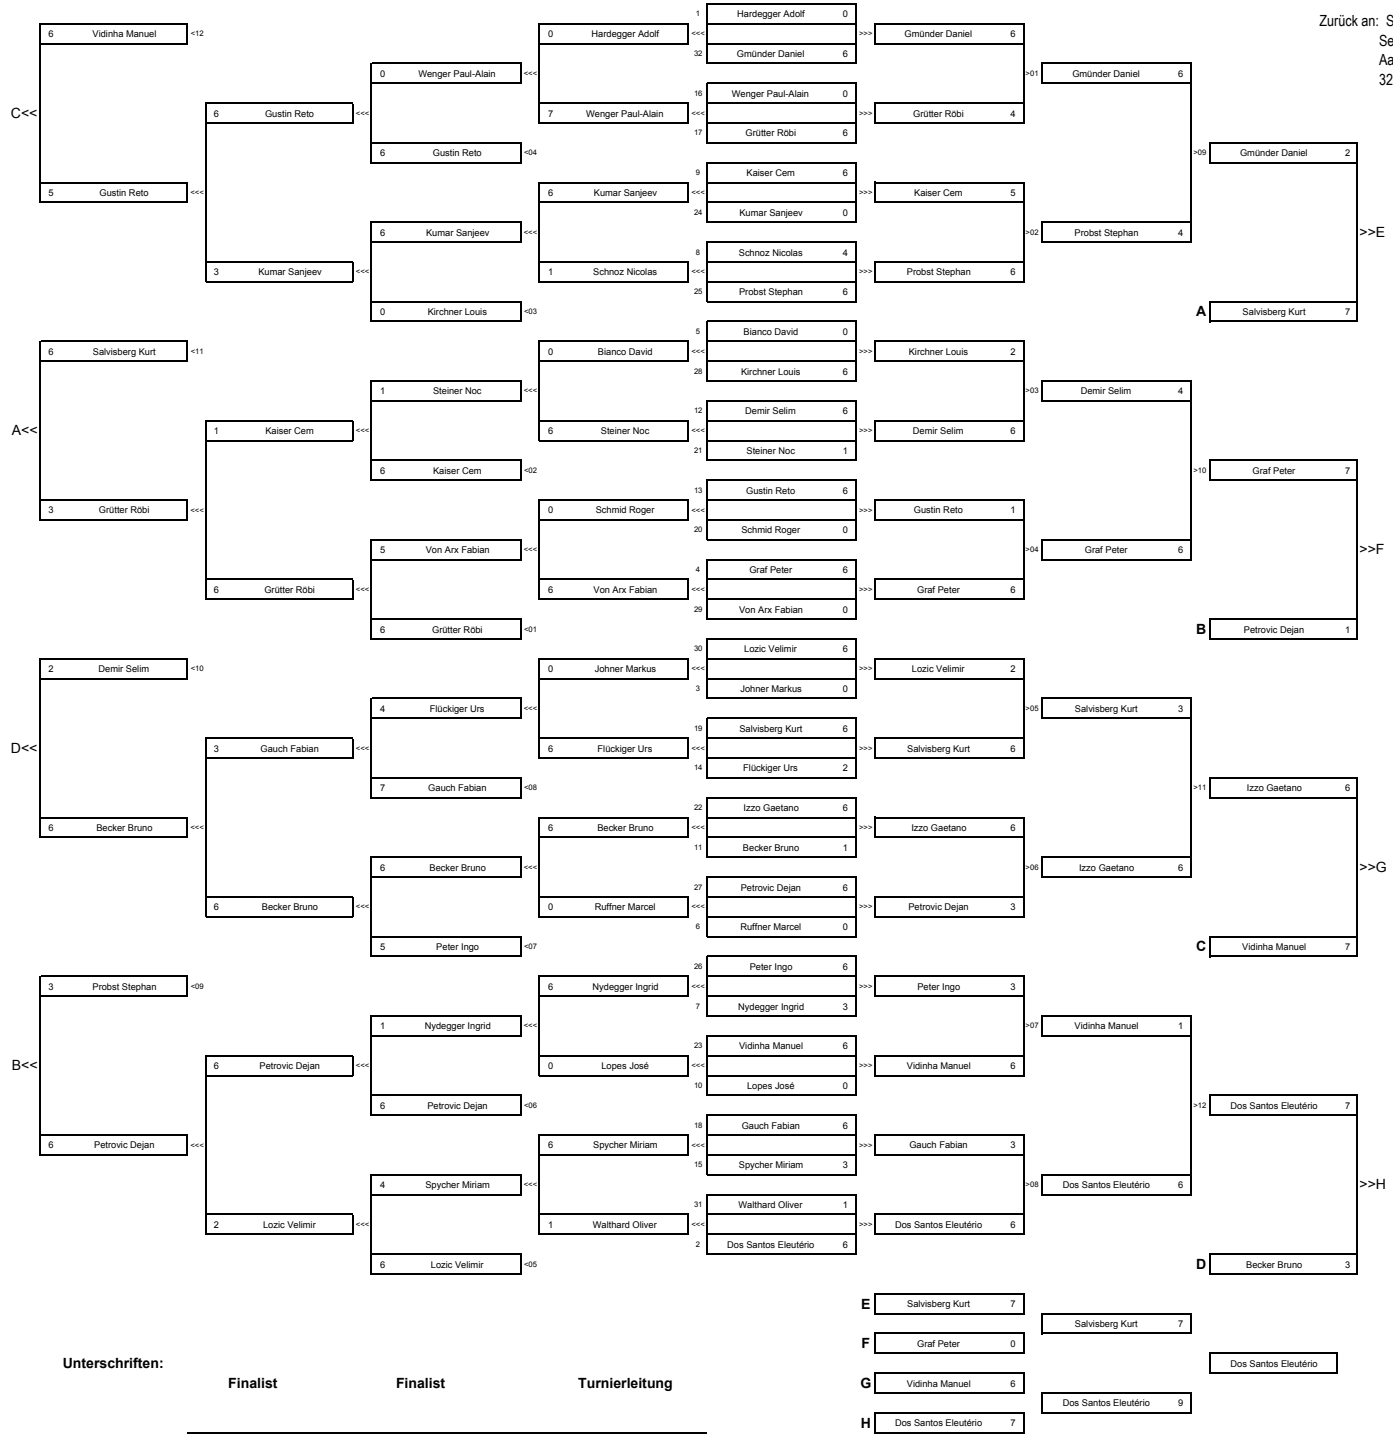 1 Hardegger Adolf 0
Zurück an: S
6 Vidinha Manuel <12 0 Hardegger Adolf <<< >>> Gmünder Daniel 6
Se
32 Gmünder Daniel 6
Aa
0 Wenger Paul-Alain <<< >01 Gmünder Daniel 6
32
16 Wenger Paul-Alain 0
C<< 6 Gustin Reto <<< 7 Wenger Paul-Alain <<< >>> Grütter Röbi 4
17 Grütter Röbi 6
6 Gustin Reto <04 >09 Gmünder Daniel 2
9 Kaiser Cem 6
5 Gustin Reto <<< 6 Kumar Sanjeev <<< >>> Kaiser Cem 5
24 Kumar Sanjeev 0
6 Kumar Sanjeev <<< >02 Probst Stephan 4 >>E
8 Schnoz Nicolas 4
3 Kumar Sanjeev <<< 1 Schnoz Nicolas <<< >>> Probst Stephan 6
25 Probst Stephan 6
0 Kirchner Louis <03 A Salvisberg Kurt 7
5 Bianco David 0
6 Salvisberg Kurt <11 0 Bianco David <<< >>> Kirchner Louis 2
28 Kirchner Louis 6
1 Steiner Noc <<< >03 Demir Selim 4
12 Demir Selim 6
A<< 1 Kaiser Cem <<< 6 Steiner Noc <<< >>> Demir Selim 6
21 Steiner Noc 1
6 Kaiser Cem <02 >10 Graf Peter 7
13 Gustin Reto 6
3 Grütter Röbi <<< 0 Schmid Roger <<< >>> Gustin Reto 1
20 Schmid Roger 0
5 Von Arx Fabian <<< >04 Graf Peter 6 >>F
4 Graf Peter 6
6 Grütter Röbi <<< 6 Von Arx Fabian <<< >>> Graf Peter 6
29 Von Arx Fabian 0
6 Grütter Röbi <01 B Petrovic Dejan 1
30 Lozic Velimir 6
2 Demir Selim <10 0 Johner Markus <<< >>> Lozic Velimir 2
3 Johner Markus 0
4 Flückiger Urs <<< >05 Salvisberg Kurt 3
19 Salvisberg Kurt 6
D<< 3 Gauch Fabian <<< 6 Flückiger Urs <<< >>> Salvisberg Kurt 6
14 Flückiger Urs 2
7 Gauch Fabian <08 >11 Izzo Gaetano 6
22 Izzo Gaetano 6
6 Becker Bruno <<< 6 Becker Bruno <<< >>> Izzo Gaetano 6
11 Becker Bruno 1
6 Becker Bruno <<< >06 Izzo Gaetano 6 >>G
27 Petrovic Dejan 6
6 Becker Bruno <<< 0 Ruffner Marcel <<< >>> Petrovic Dejan 3
6 Ruffner Marcel 0
5 Peter Ingo <07 C Vidinha Manuel 7
26 Peter Ingo 6
3 Probst Stephan <09 6 Nydegger Ingrid <<< >>> Peter Ingo 3
7 Nydegger Ingrid 3
1 Nydegger Ingrid <<< >07 Vidinha Manuel 1
23 Vidinha Manuel 6
B<< 6 Petrovic Dejan <<< 0 Lopes José <<< >>> Vidinha Manuel 6
10 Lopes José 0
6 Petrovic Dejan <06 >12 Dos Santos Eleutério 7
18 Gauch Fabian 6
6 Petrovic Dejan <<< 6 Spycher Miriam <<< >>> Gauch Fabian 3
15 Spycher Miriam 3
4 Spycher Miriam <<< >08 Dos Santos Eleutério 6 >>H
31 Walthard Oliver 1
2 Lozic Velimir <<< 1 Walthard Oliver <<< >>> Dos Santos Eleutério 6
2 Dos Santos Eleutério 6
6 Lozic Velimir <05 D Becker Bruno 3
E Salvisberg Kurt 7
Salvisberg Kurt 7
F Graf Peter 0
Unterschriften: Dos Santos Eleutério
Finalist Finalist Turnierleitung G Vidinha Manuel 6
Dos Santos Eleutério 9
H Dos Santos Eleutério 7